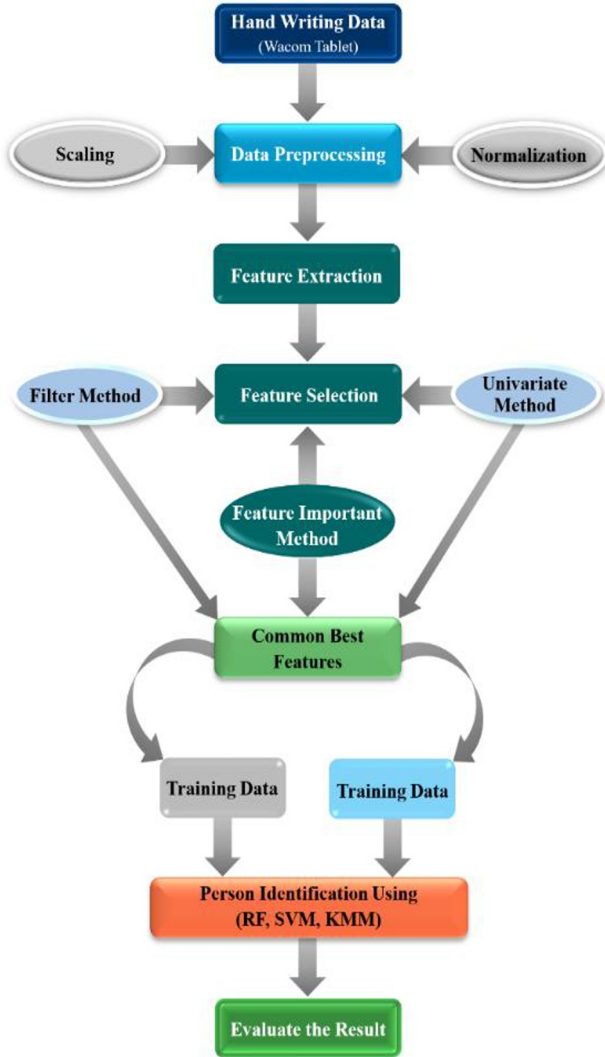 Hand Writing Data
(Wacom Tablet)
Scaling
Data Preprocessing
Normalization
Feature Extraction
Filter Method
Feature Selection
Univariate
Method
Feature Important
Method
Common Best
Features
Training Data
Training Data
Person Identification Using
(RF, SVM, KMM)
Evaluate the Result